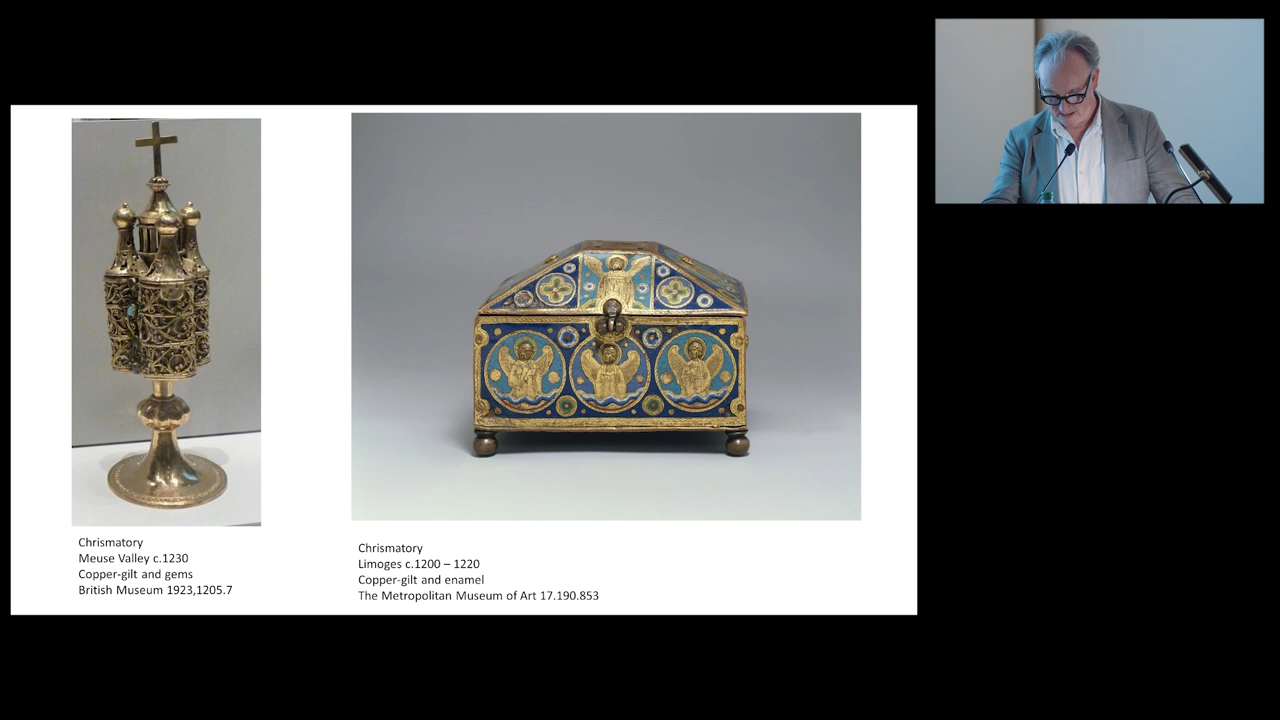 Chrismatory
Meuse Valley c.1230
Copper-gilt and gems
British Museum 1923,1205.7
Chrismatory
Limoges c.1200 – 1220
Copper-gilt and enamel
The Metropolitan Museum of Art 17.190.853